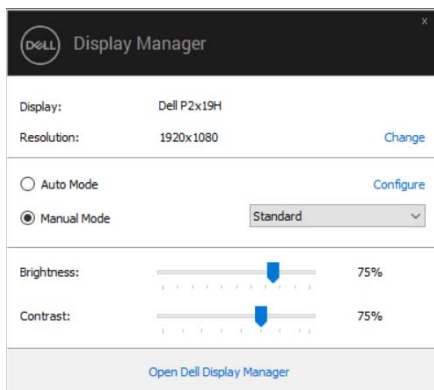 x
DELL Display Manager
Display: Dell P2x19H
Resolution: 1920x1080 Change
Auto Mode Configure
Manual Mode Standard
Brightness: 75%
Contrast: 75%
Open Dell Display Manager